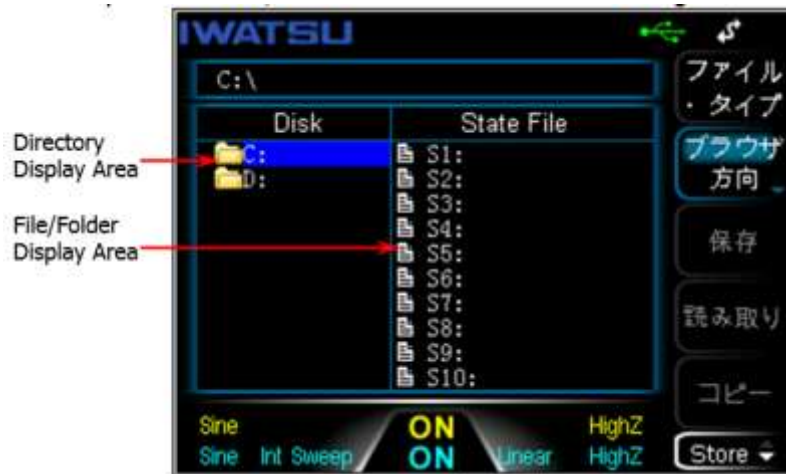 IWATSU
C:\
ファイル
・タイプ
Disk
State File
Directory
Display Area
C:
D:
ブラウザ
方向
File/Folder
Display Area
S1:
S2:
S3:
S4:
S5:
S6:
S7:
S8:
S9:
S10:
保存
読み取り
コピー
Sine
ON
HighZ
Sine Int Sweep
ON
Linear
HighZ
Store